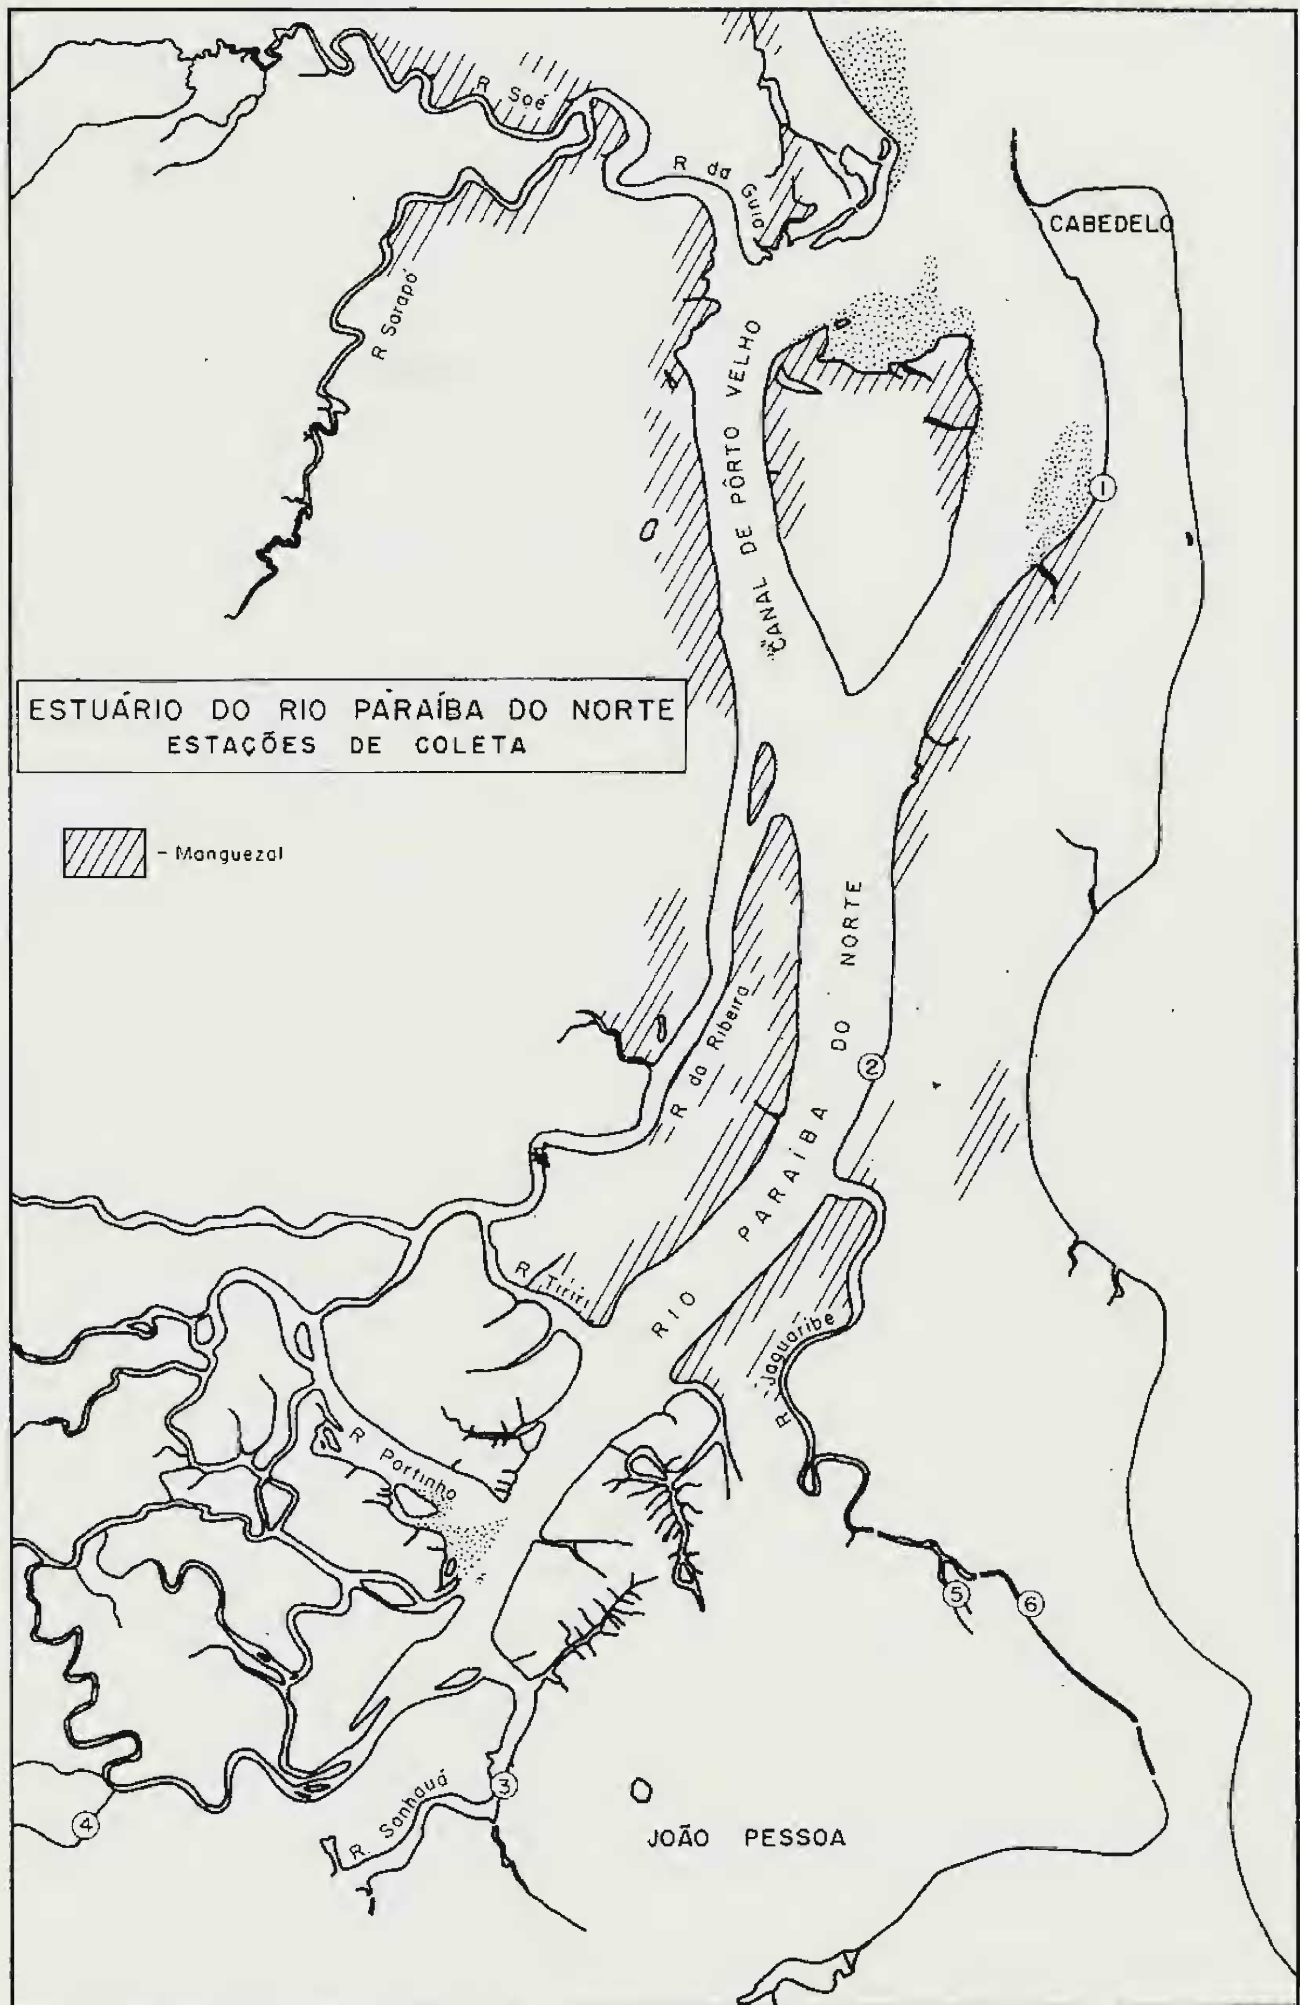 R Soé
R da Guia
CABEDELO
R Sarapó
CANAL DE PÔRTO VELHO
1
ESTUÁRIO DO RIO PARAÍBA DO NORTE
ESTAÇÕES DE COLETA
- Manguezal
R da Ribeira
RIO PARAÍBA DO NORTE
2
R Tiriri
R Jaguaribe
R Portinho
5
6
3
4
R. Sanhauá
JOÃO PESSOA